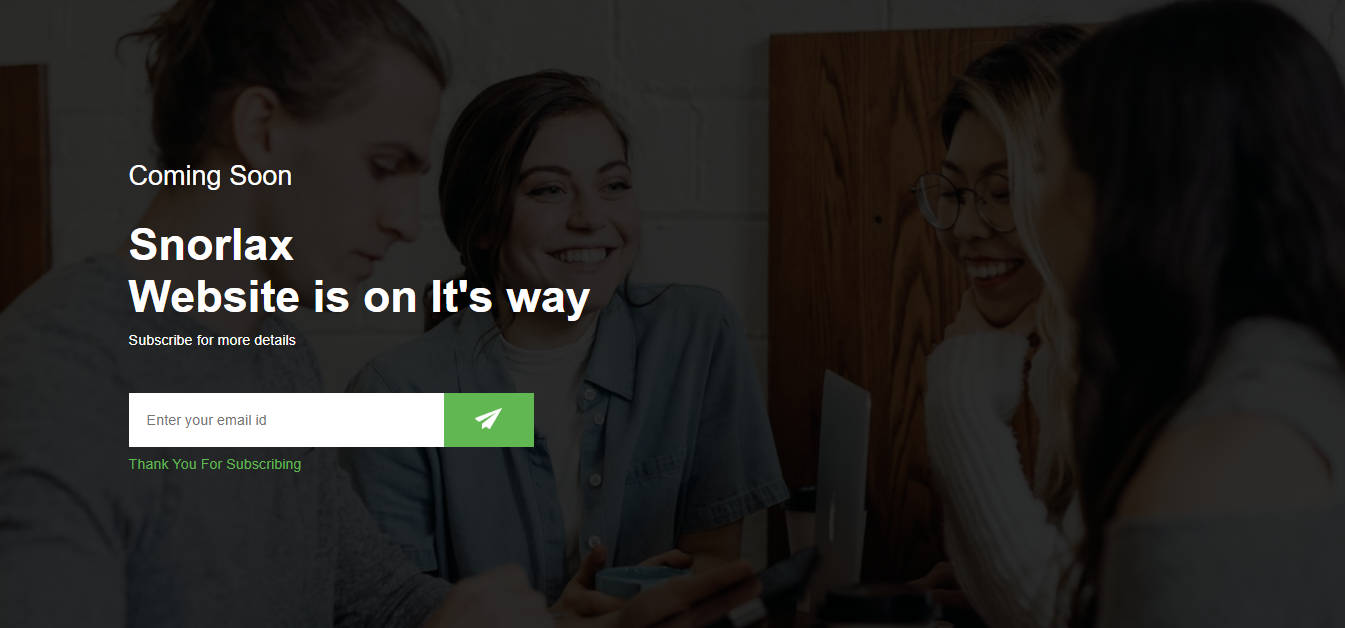 Coming Soon
Snorlax
Website is on It's way
Subscribe for more details
Enter your email id
Thank You For Subscribing